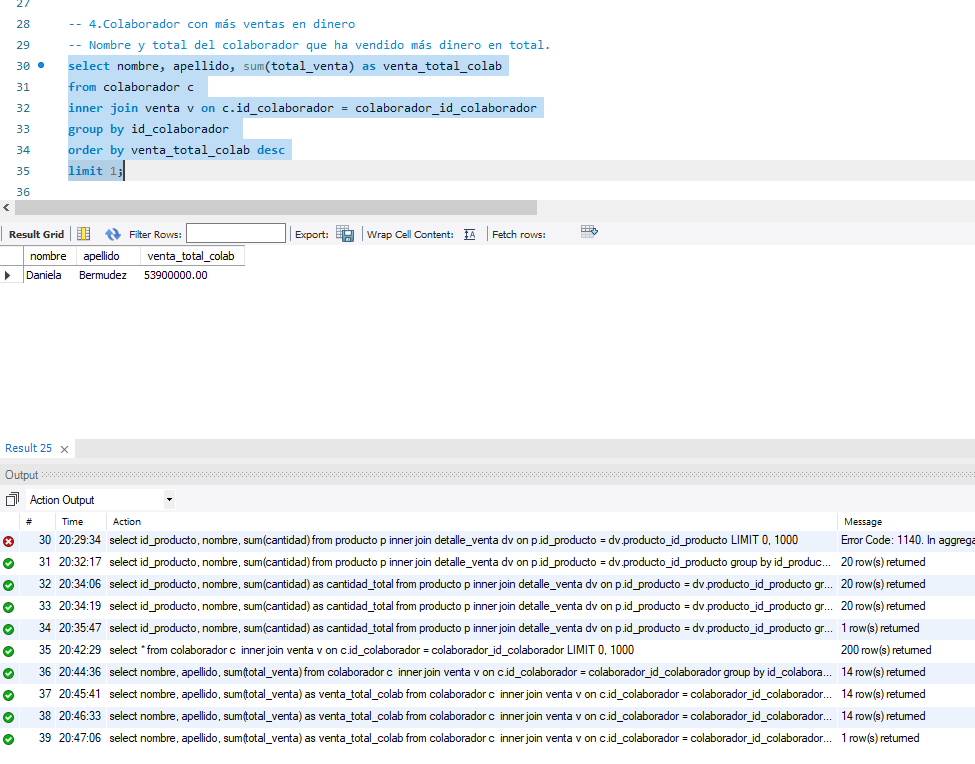 27
28 -- 4.Colaborador con más ventas en dinero
29 -- Nombre y total del colaborador que ha vendido más dinero en total.
30 select nombre, apellido, sum(total_venta) as venta_total_colab
31 from colaborador c
32 inner join venta v on c.id_colaborador = colaborador_id_colaborador
33 group by id_colaborador
34 order by venta_total_colab desc
35 limit 1;
36
Result Grid Filter Rows: Export: Wrap Cell Content: Fetch rows:
nombre apellido venta_total_colab
Daniela Bermudez 53900000.00
Result 25
Output
Action Output
# Time Action Message
30 20:29:34 select id_producto, nombre, sum(cantidad) from producto p inner join detalle_venta dv on p.id_producto = dv.producto_id_producto LIMIT 0, 1000 Error Code: 1140. In aggrega
31 20:32:17 select id_producto, nombre, sum(cantidad) from producto p inner join detalle_venta dv on p.id_producto = dv.producto_id_producto group by id_produc... 20 row(s) returned
32 20:34:06 select id_producto, nombre, sum(cantidad) as cantidad_total from producto p inner join detalle_venta dv on p.id_producto = dv.producto_id_producto gr... 20 row(s) returned
33 20:34:19 select id_producto, nombre, sum(cantidad) as cantidad_total from producto p inner join detalle_venta dv on p.id_producto = dv.producto_id_producto gr... 20 row(s) returned
34 20:35:47 select id_producto, nombre, sum(cantidad) as cantidad_total from producto p inner join detalle_venta dv on p.id_producto = dv.producto_id_producto gr... 1 row(s) returned
35 20:42:29 select * from colaborador c inner join venta v on c.id_colaborador = colaborador_id_colaborador LIMIT 0, 1000 200 row(s) returned
36 20:44:36 select nombre, apellido, sum(total_venta) from colaborador c inner join venta v on c.id_colaborador = colaborador_id_colaborador group by id_colabora... 14 row(s) returned
37 20:45:41 select nombre, apellido, sum(total_venta) as venta_total_colab from colaborador c inner join venta v on c.id_colaborador = colaborador_id_colaborador... 14 row(s) returned
38 20:46:33 select nombre, apellido, sum(total_venta) as venta_total_colab from colaborador c inner join venta v on c.id_colaborador = colaborador_id_colaborador... 14 row(s) returned
39 20:47:06 select nombre, apellido, sum(total_venta) as venta_total_colab from colaborador c inner join venta v on c.id_colaborador = colaborador_id_colaborador... 1 row(s) returned